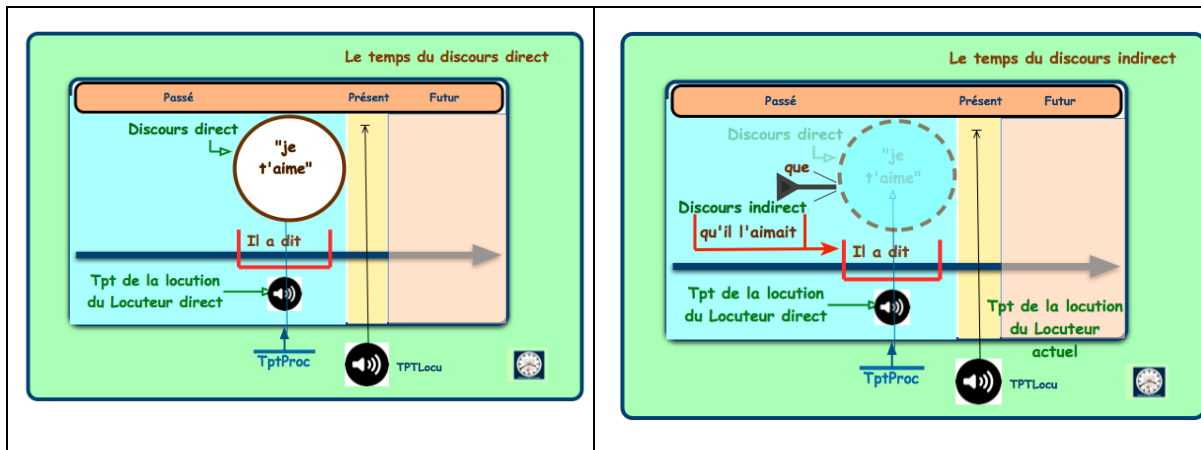 Le temps du discours direct
Passé Présent Futur
Discours direct
"je
t'aime"
Il a dit
Tpt de la locution
du Locuteur direct
TptProc
TPTLocu
Le temps du discours indirect
Passé Présent Futur
Discours direct
"je
t'aime"
que
Discours indirect
qu'il l'aimait
Il a dit
Tpt de la locution
du Locuteur direct
Tpt de la locution
du Locuteur
actuel
TptProc
TPTLocu